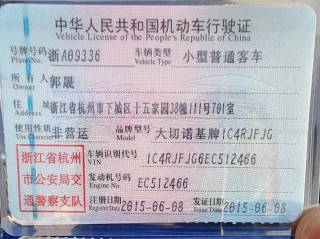 中华人民共和国机动车行驶证
Vehicle License of the People's Republic of China
号牌号码 浙A09336 车辆类型 小型普通客车
Plate No. Vehicle Type
所有人 郭晟
Owner
住址 浙江省杭州市下城区十五家园38幢111号701室
Address
使用性质 非营运 品牌型号 大切诺基牌1C4RJFJG
Use Character
浙江省杭州市公安局交通警察支队
车辆识别代号 1C4RJFJG6EC512466
VIN
发动机号码 EC512466
Engine No.
注册日期 2015-06-08 发证日期 2015-06-08
Register Date Issue Date